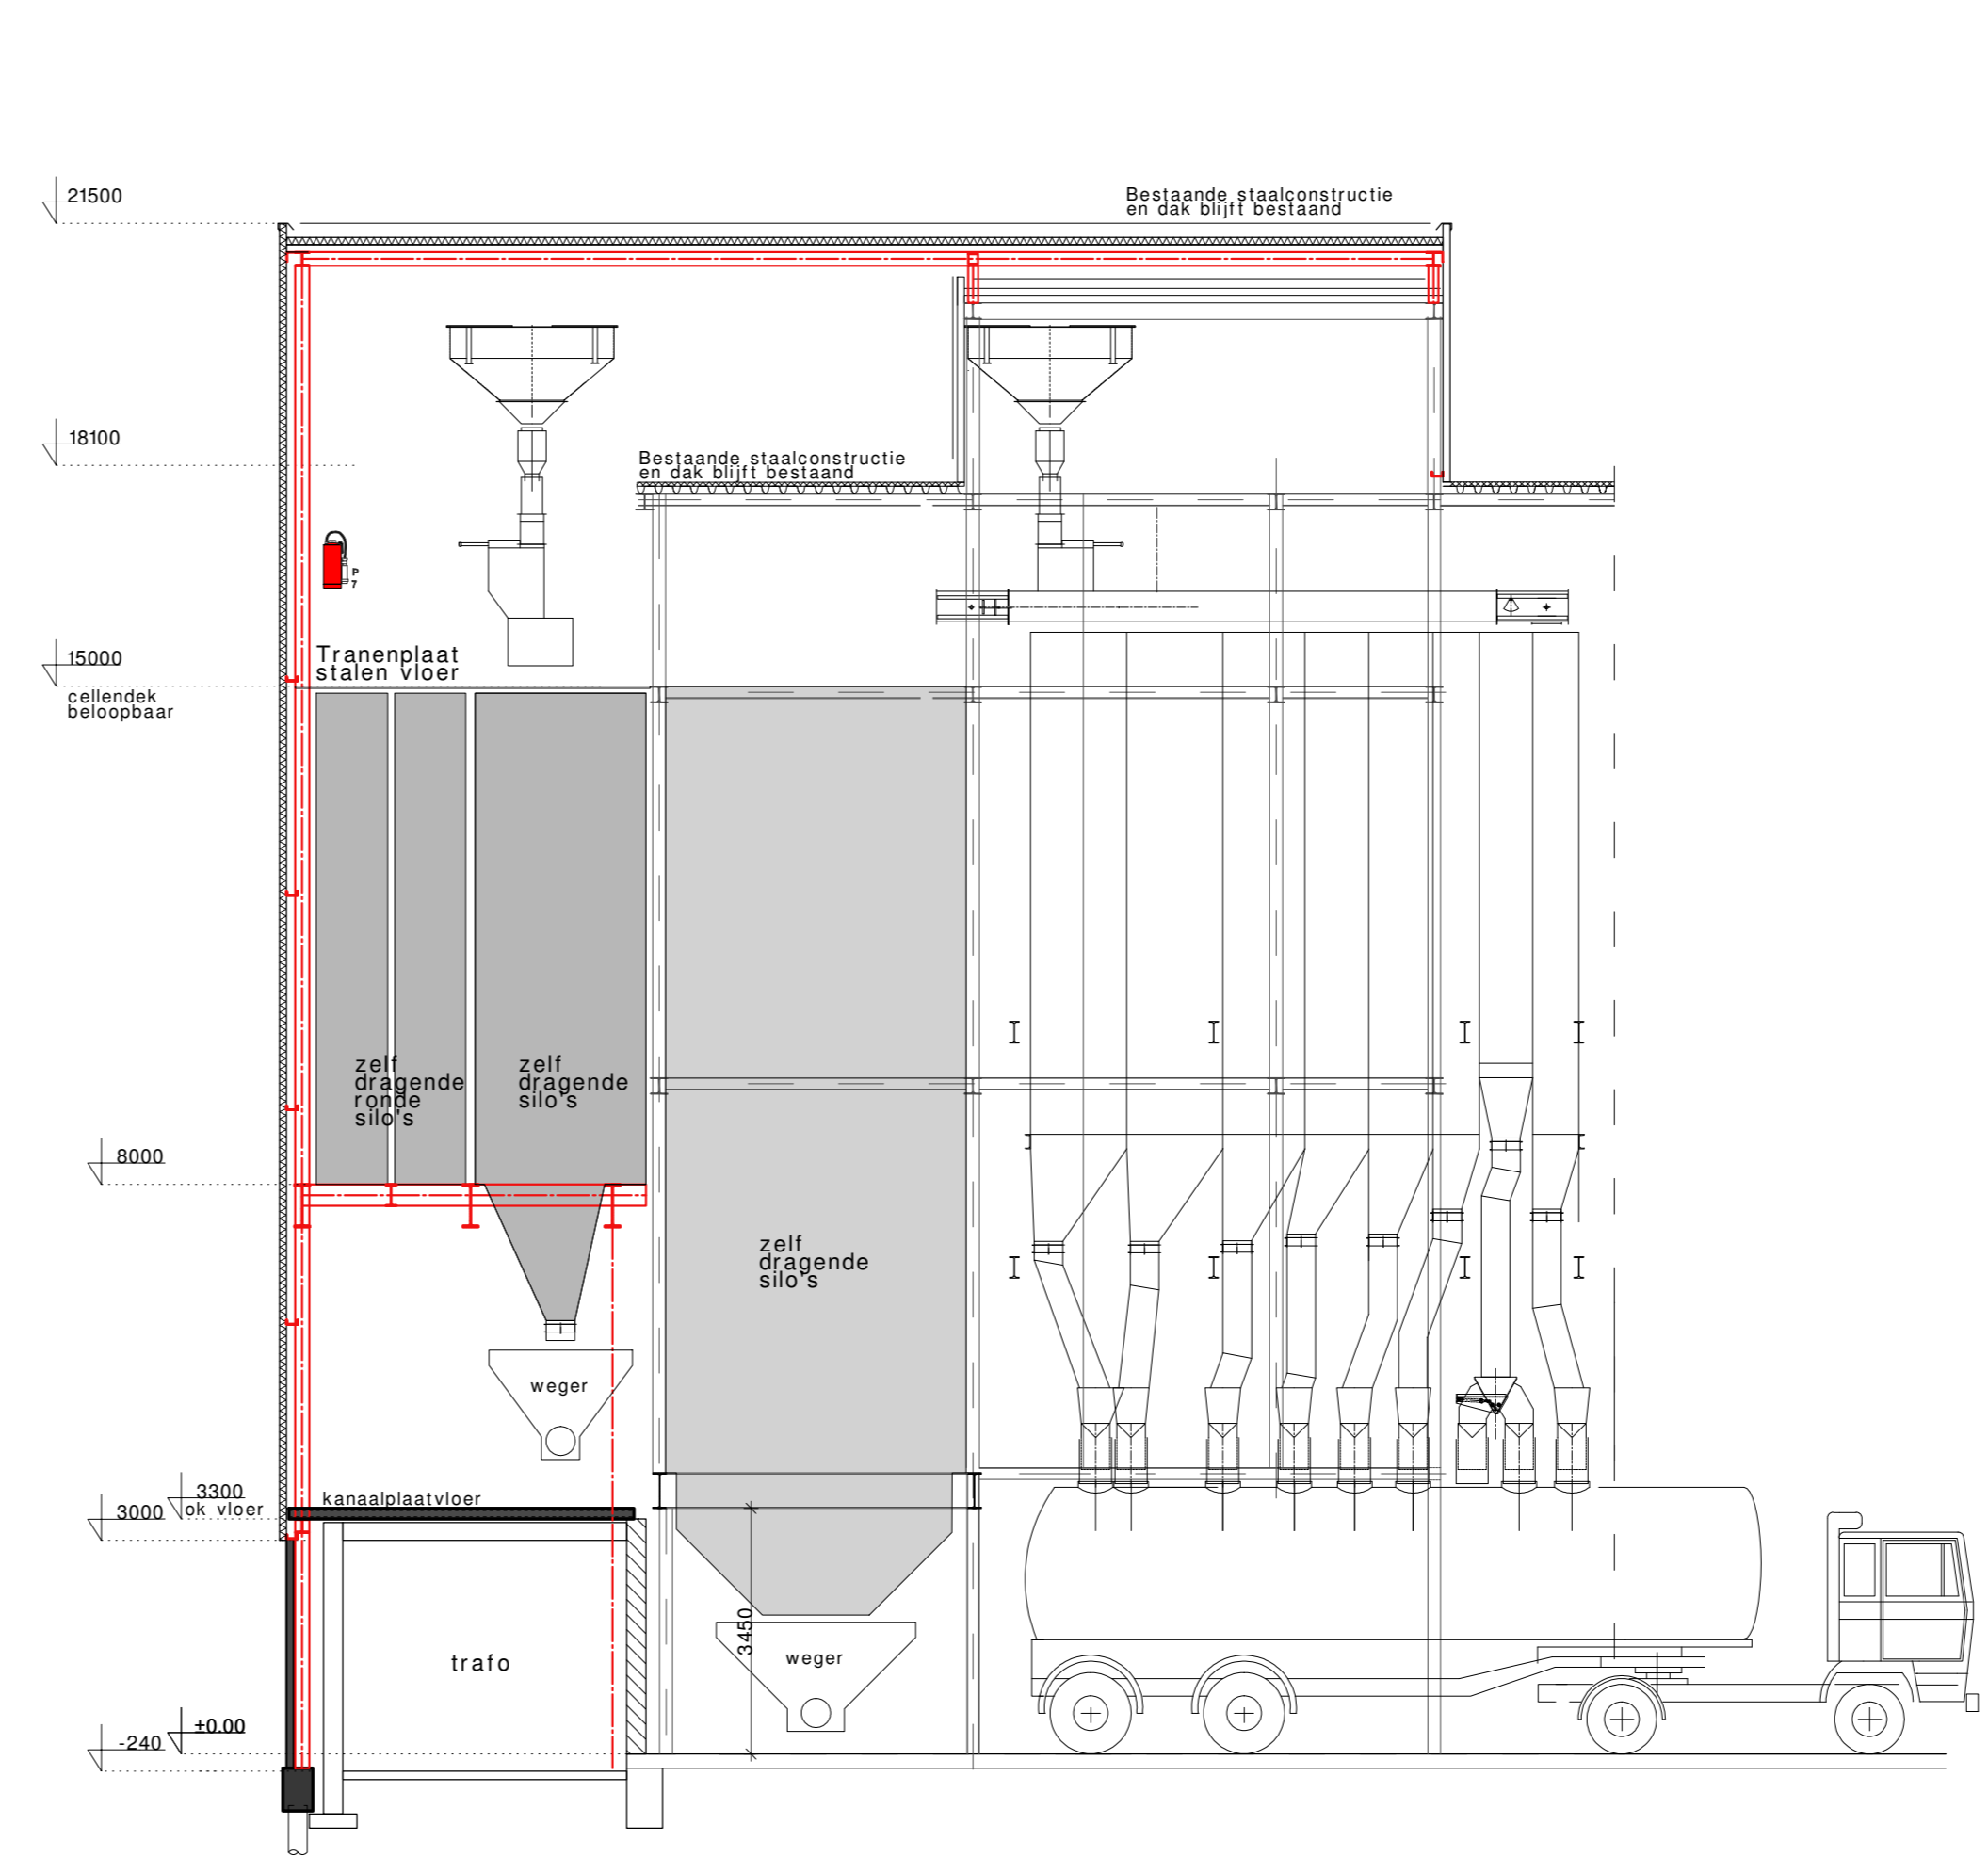 21500
Bestaande staalconstructie
en dak blijft bestaand
18100
Bestaande staalconstructie
en dak blijft bestaand
P
7
15000
cellendek
beloopbaar
Tranenplaat
stalen vloer
zelf
dragende
ronde
silo's
zelf
dragende
silo's
8000
zelf
dragende
silo's
weger
3300
ok vloer
3000
kanaalplaatvloer
trafo
3450
weger
±0.00
-240